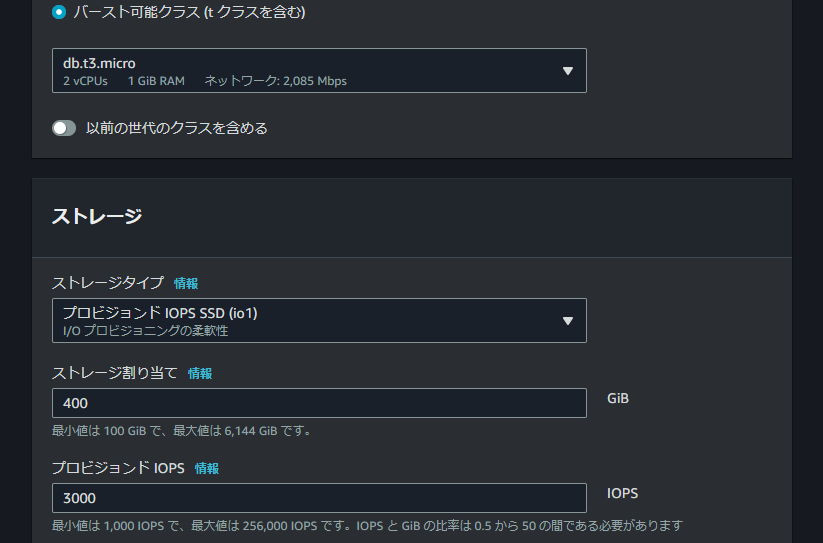 バースト可能クラス (t クラスを含む)
db.t3.micro
2 vCPUs 1 GiB RAM ネットワーク: 2,085 Mbps
以前の世代のクラスを含める
ストレージ
ストレージタイプ 情報
プロビジョンド IOPS SSD (io1)
I/O プロビジョニングの柔軟性
ストレージ割り当て 情報
400 GiB
最小値は 100 GiB で、最大値は 6,144 GiB です。
プロビジョンド IOPS 情報
3000 IOPS
最小値は 1,000 IOPS で、最大値は 256,000 IOPS です。IOPS と GiB の比率は 0.5 から 50 の間である必要があります